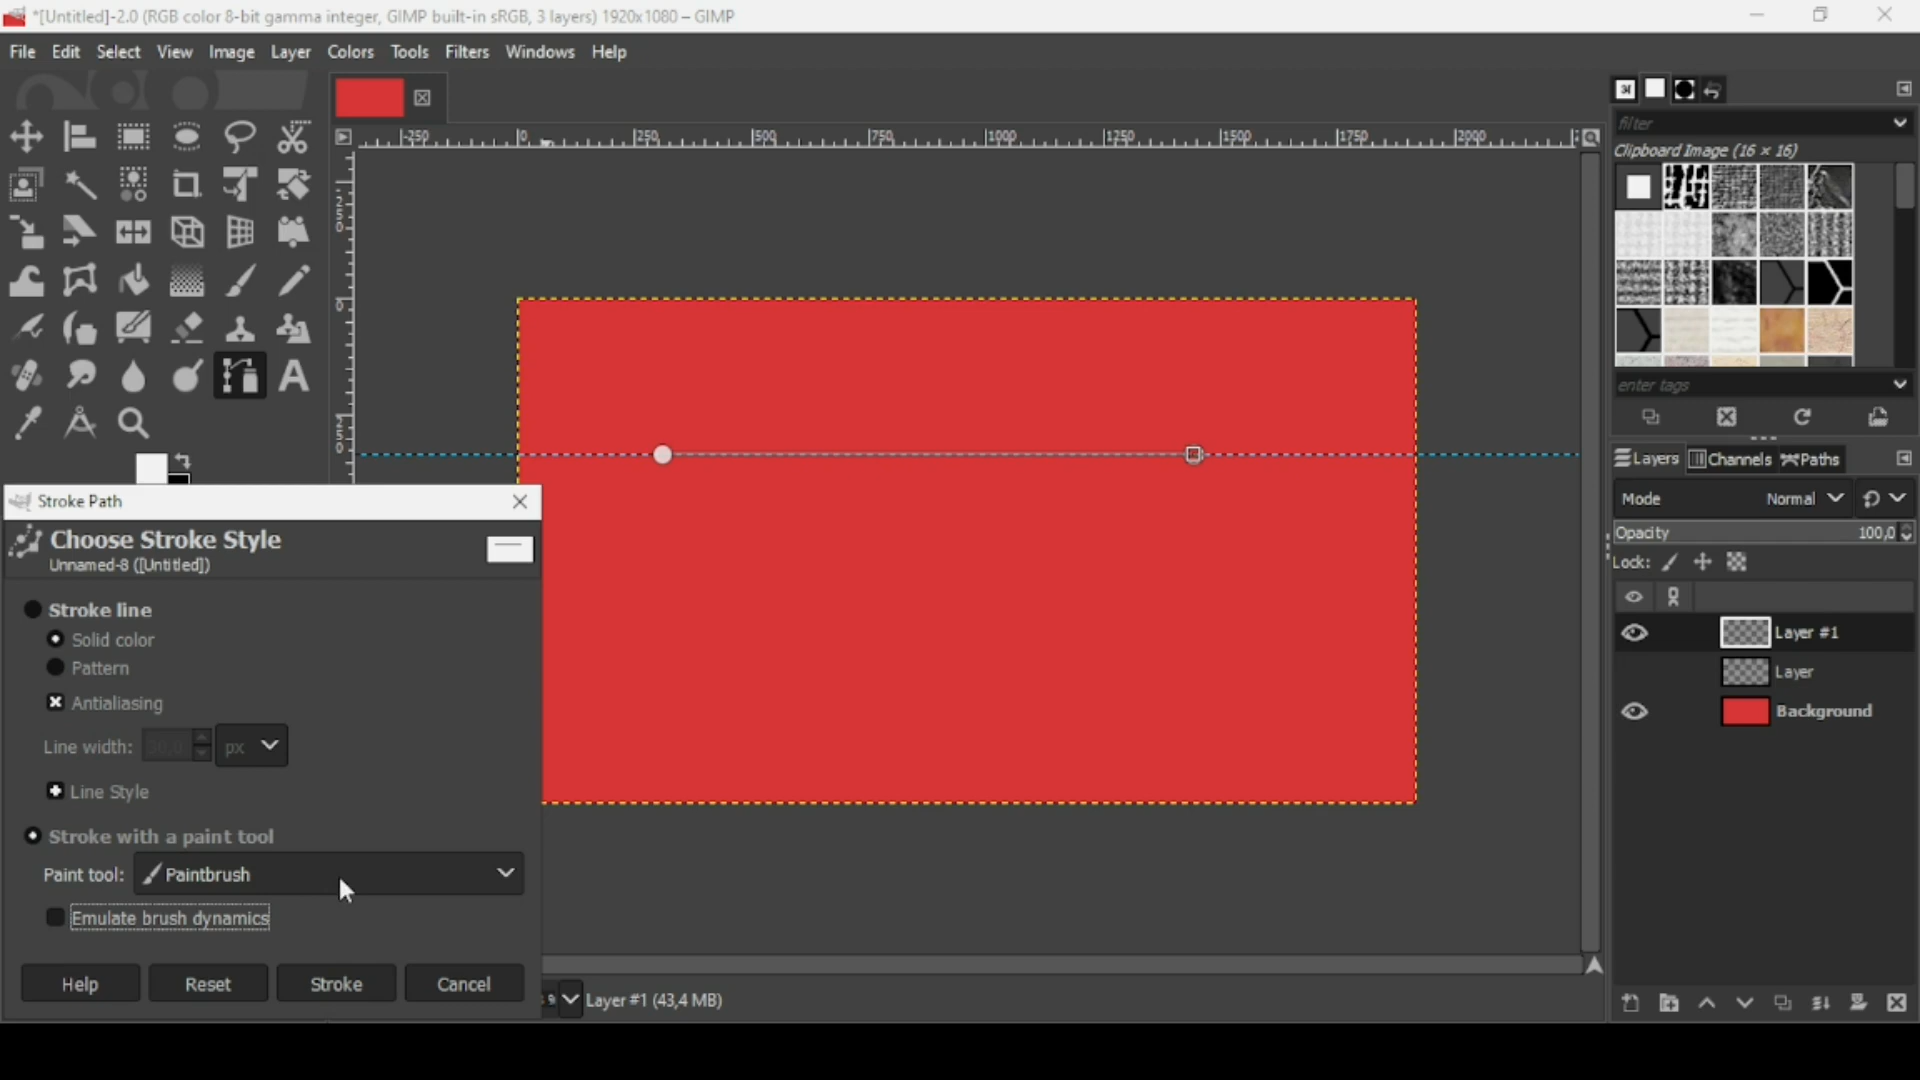 *[Untitled]-2.0 (RGB color 8-bit gamma integer, GIMP built-in sRGB, 3 layers) 1920x1080 – GIMP
File Edit Select View Image Layer Colors Tools Filters Windows Help
-250 0 250 500 750 1000 1250 1500 1750 2000
filter
Clipboard Image (16 × 16)
enter tags
Layers Channels Paths
Mode Normal
Opacity 100,0
Lock:
Layer #1
Layer
Background
Stroke Path
Choose Stroke Style
Unnamed-8 ([Untitled])
Stroke line
Solid color
Pattern
Antialiasing
Line width: px
Line Style
Stroke with a paint tool
Paint tool: Paintbrush
Emulate brush dynamics
Help Reset Stroke Cancel
Layer #1 (43,4 MB)